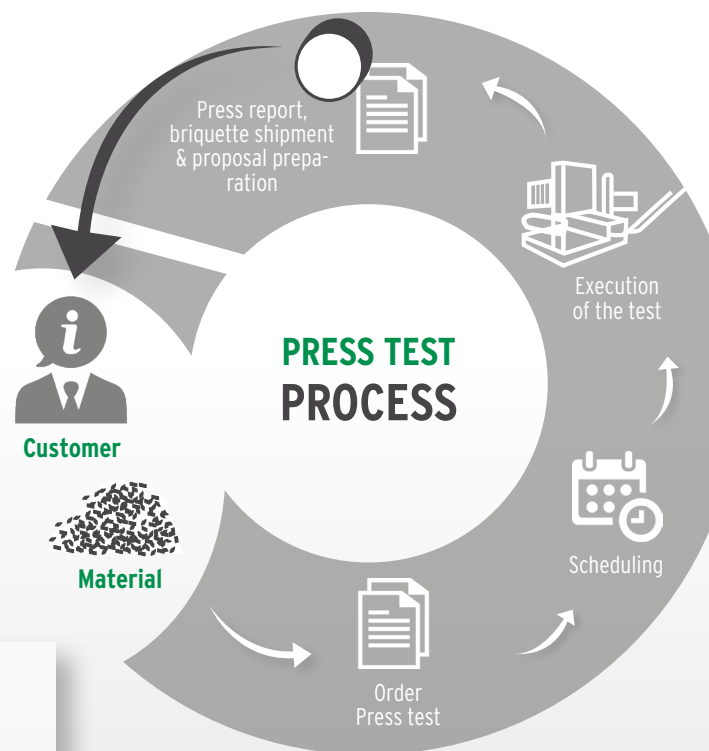 Press report,
briquette shipment
& proposal prepa-
ration
Execution
of the test
PRESS TEST
PROCESS
i
Customer
Material
Scheduling
Order
Press test